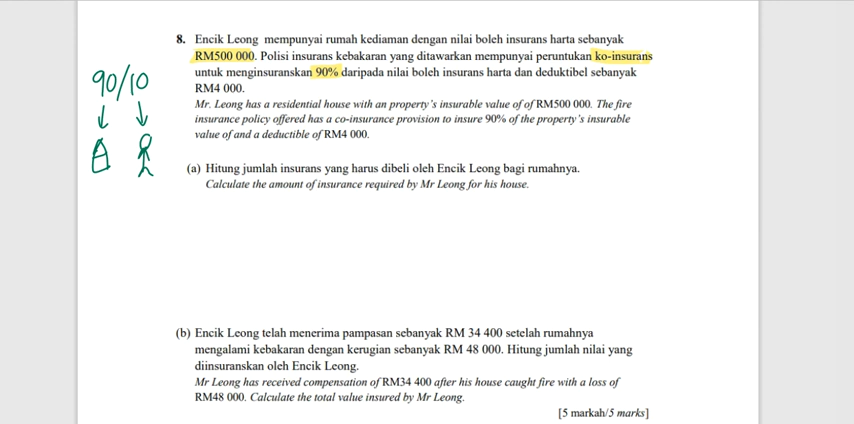 8. Encik Leong mempunyai rumah kediaman dengan nilai boleh insurans harta sebanyak
RM500 000. Polisi insurans kebakaran yang ditawarkan mempunyai peruntukan ko-insurans
untuk menginsuranskan 90% daripada nilai boleh insurans harta dan deduktibel sebanyak
RM4 000.
Mr. Leong has a residential house with an property's insurable value of of RM500 000. The fire
insurance policy offered has a co-insurance provision to insure 90% of the property's insurable
value of and a deductible of RM4 000.
90/10
(a) Hitung jumlah insurans yang harus dibeli oleh Encik Leong bagi rumahnya.
Calculate the amount of insurance required by Mr Leong for his house.
(b) Encik Leong telah menerima pampasan sebanyak RM 34 400 setelah rumahnya
mengalami kebakaran dengan kerugian sebanyak RM 48 000. Hitung jumlah nilai yang
diinsuranskan oleh Encik Leong.
Mr Leong has received compensation of RM34 400 after his house caught fire with a loss of
RM48 000. Calculate the total value insured by Mr Leong.
[5 markah/5 marks]